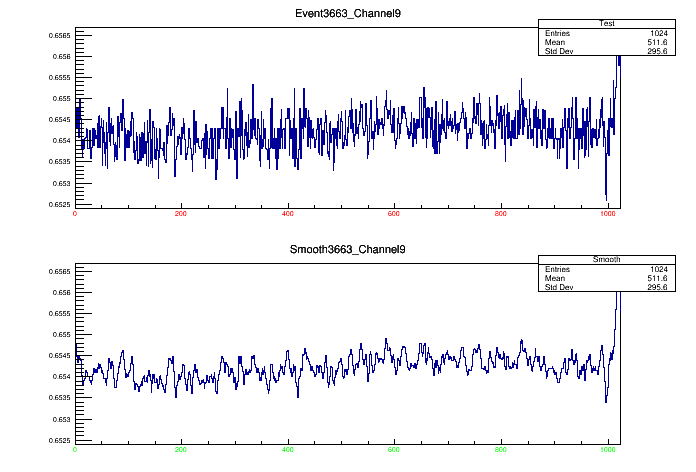 Event3663_Channel9
Test
Entries 1024
Mean 511.6
Std Dev 295.6
0.6565
0.656
0.6555
0.655
0.6545
0.654
0.6535
0.653
0.6525
0 200 400 600 800 1000
Smooth3663_Channel9
Smooth
Entries 1024
Mean 511.6
Std Dev 295.6
0.6565
0.656
0.6555
0.655
0.6545
0.654
0.6535
0.653
0.6525
0 200 400 600 800 1000